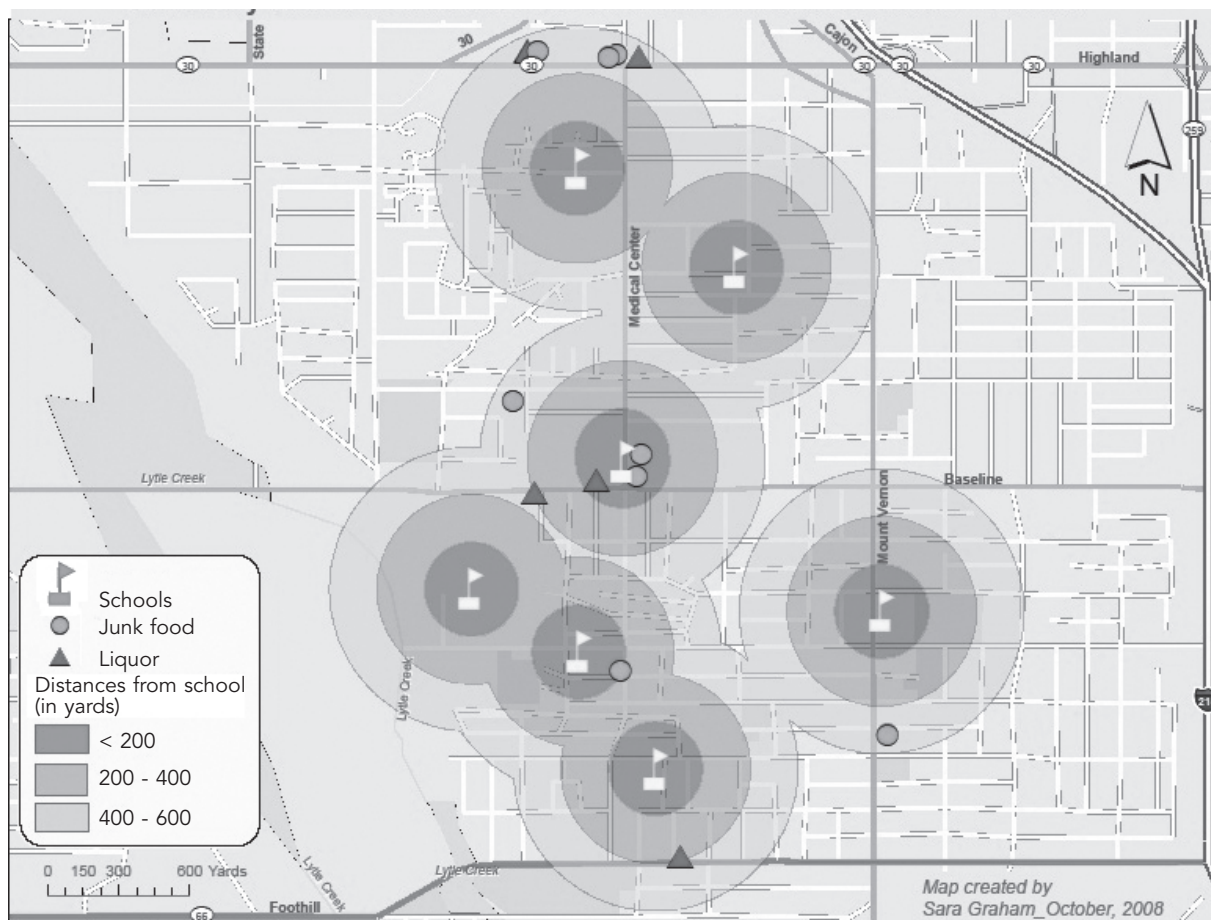 State
30
Cajon
30
30
30
30
30
Highland
259
N
Medical Center
Lytle Creek
Baseline
Mount Vernon
Schools
Junk food
Liquor
Distances from school
(in yards)
< 200
200 - 400
400 - 600
Lytle Creek
21
0 150 300 600 Yards
Lytle Creek
Lytle Creek
Foothill
66
Map created by
Sara Graham_October, 2008